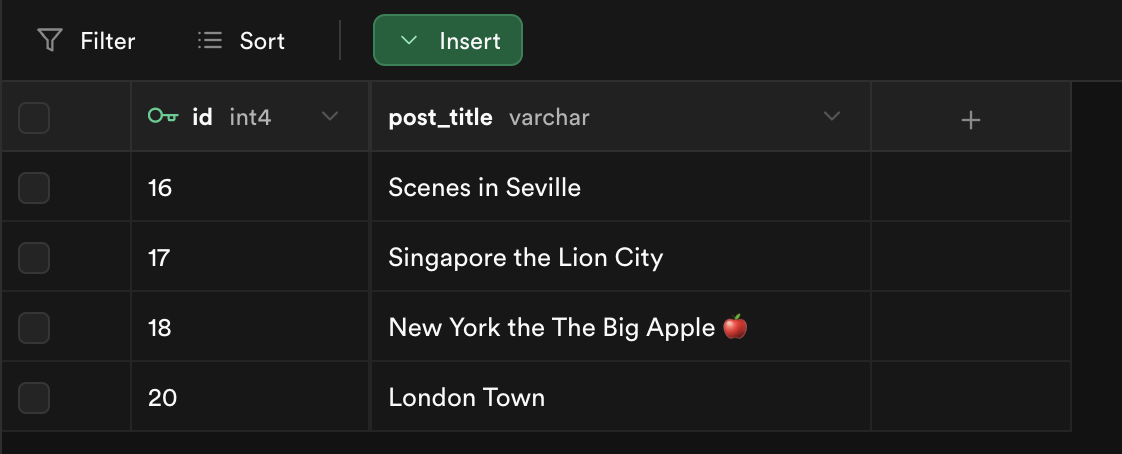 Filter Sort Insert
id int4 post_title varchar +
16 Scenes in Seville
17 Singapore the Lion City
18 New York the The Big Apple 🍎
20 London Town